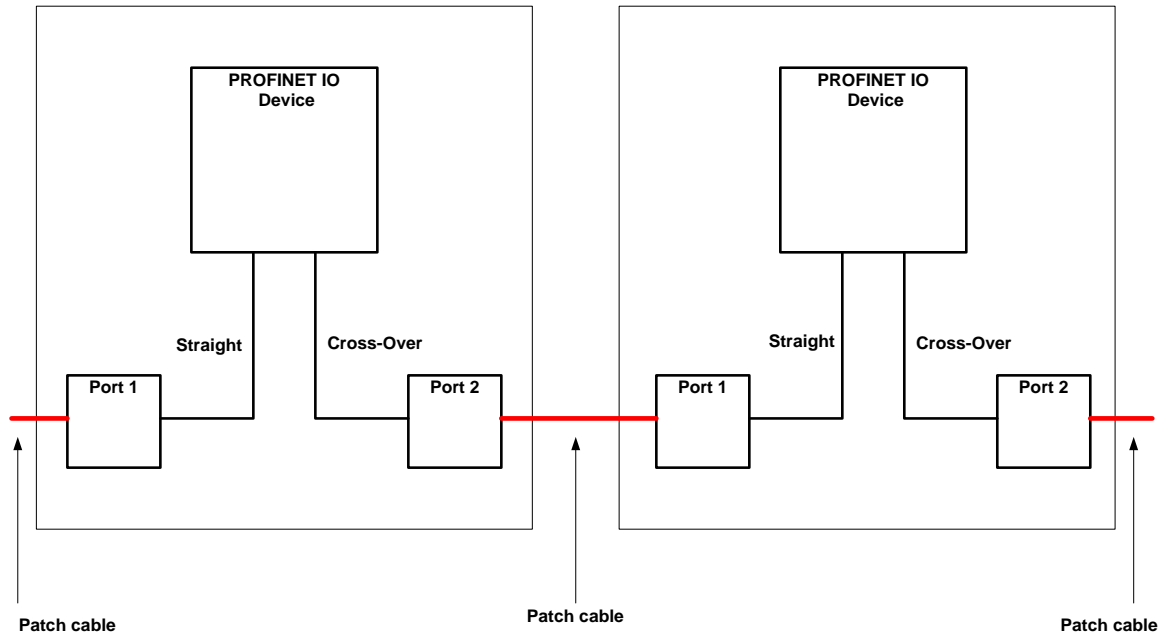 PROFINET IO
Device
PROFINET IO
Device
Straight
Cross-Over
Straight
Cross-Over
Port 1
Port 2
Port 1
Port 2
Patch cable
Patch cable
Patch cable